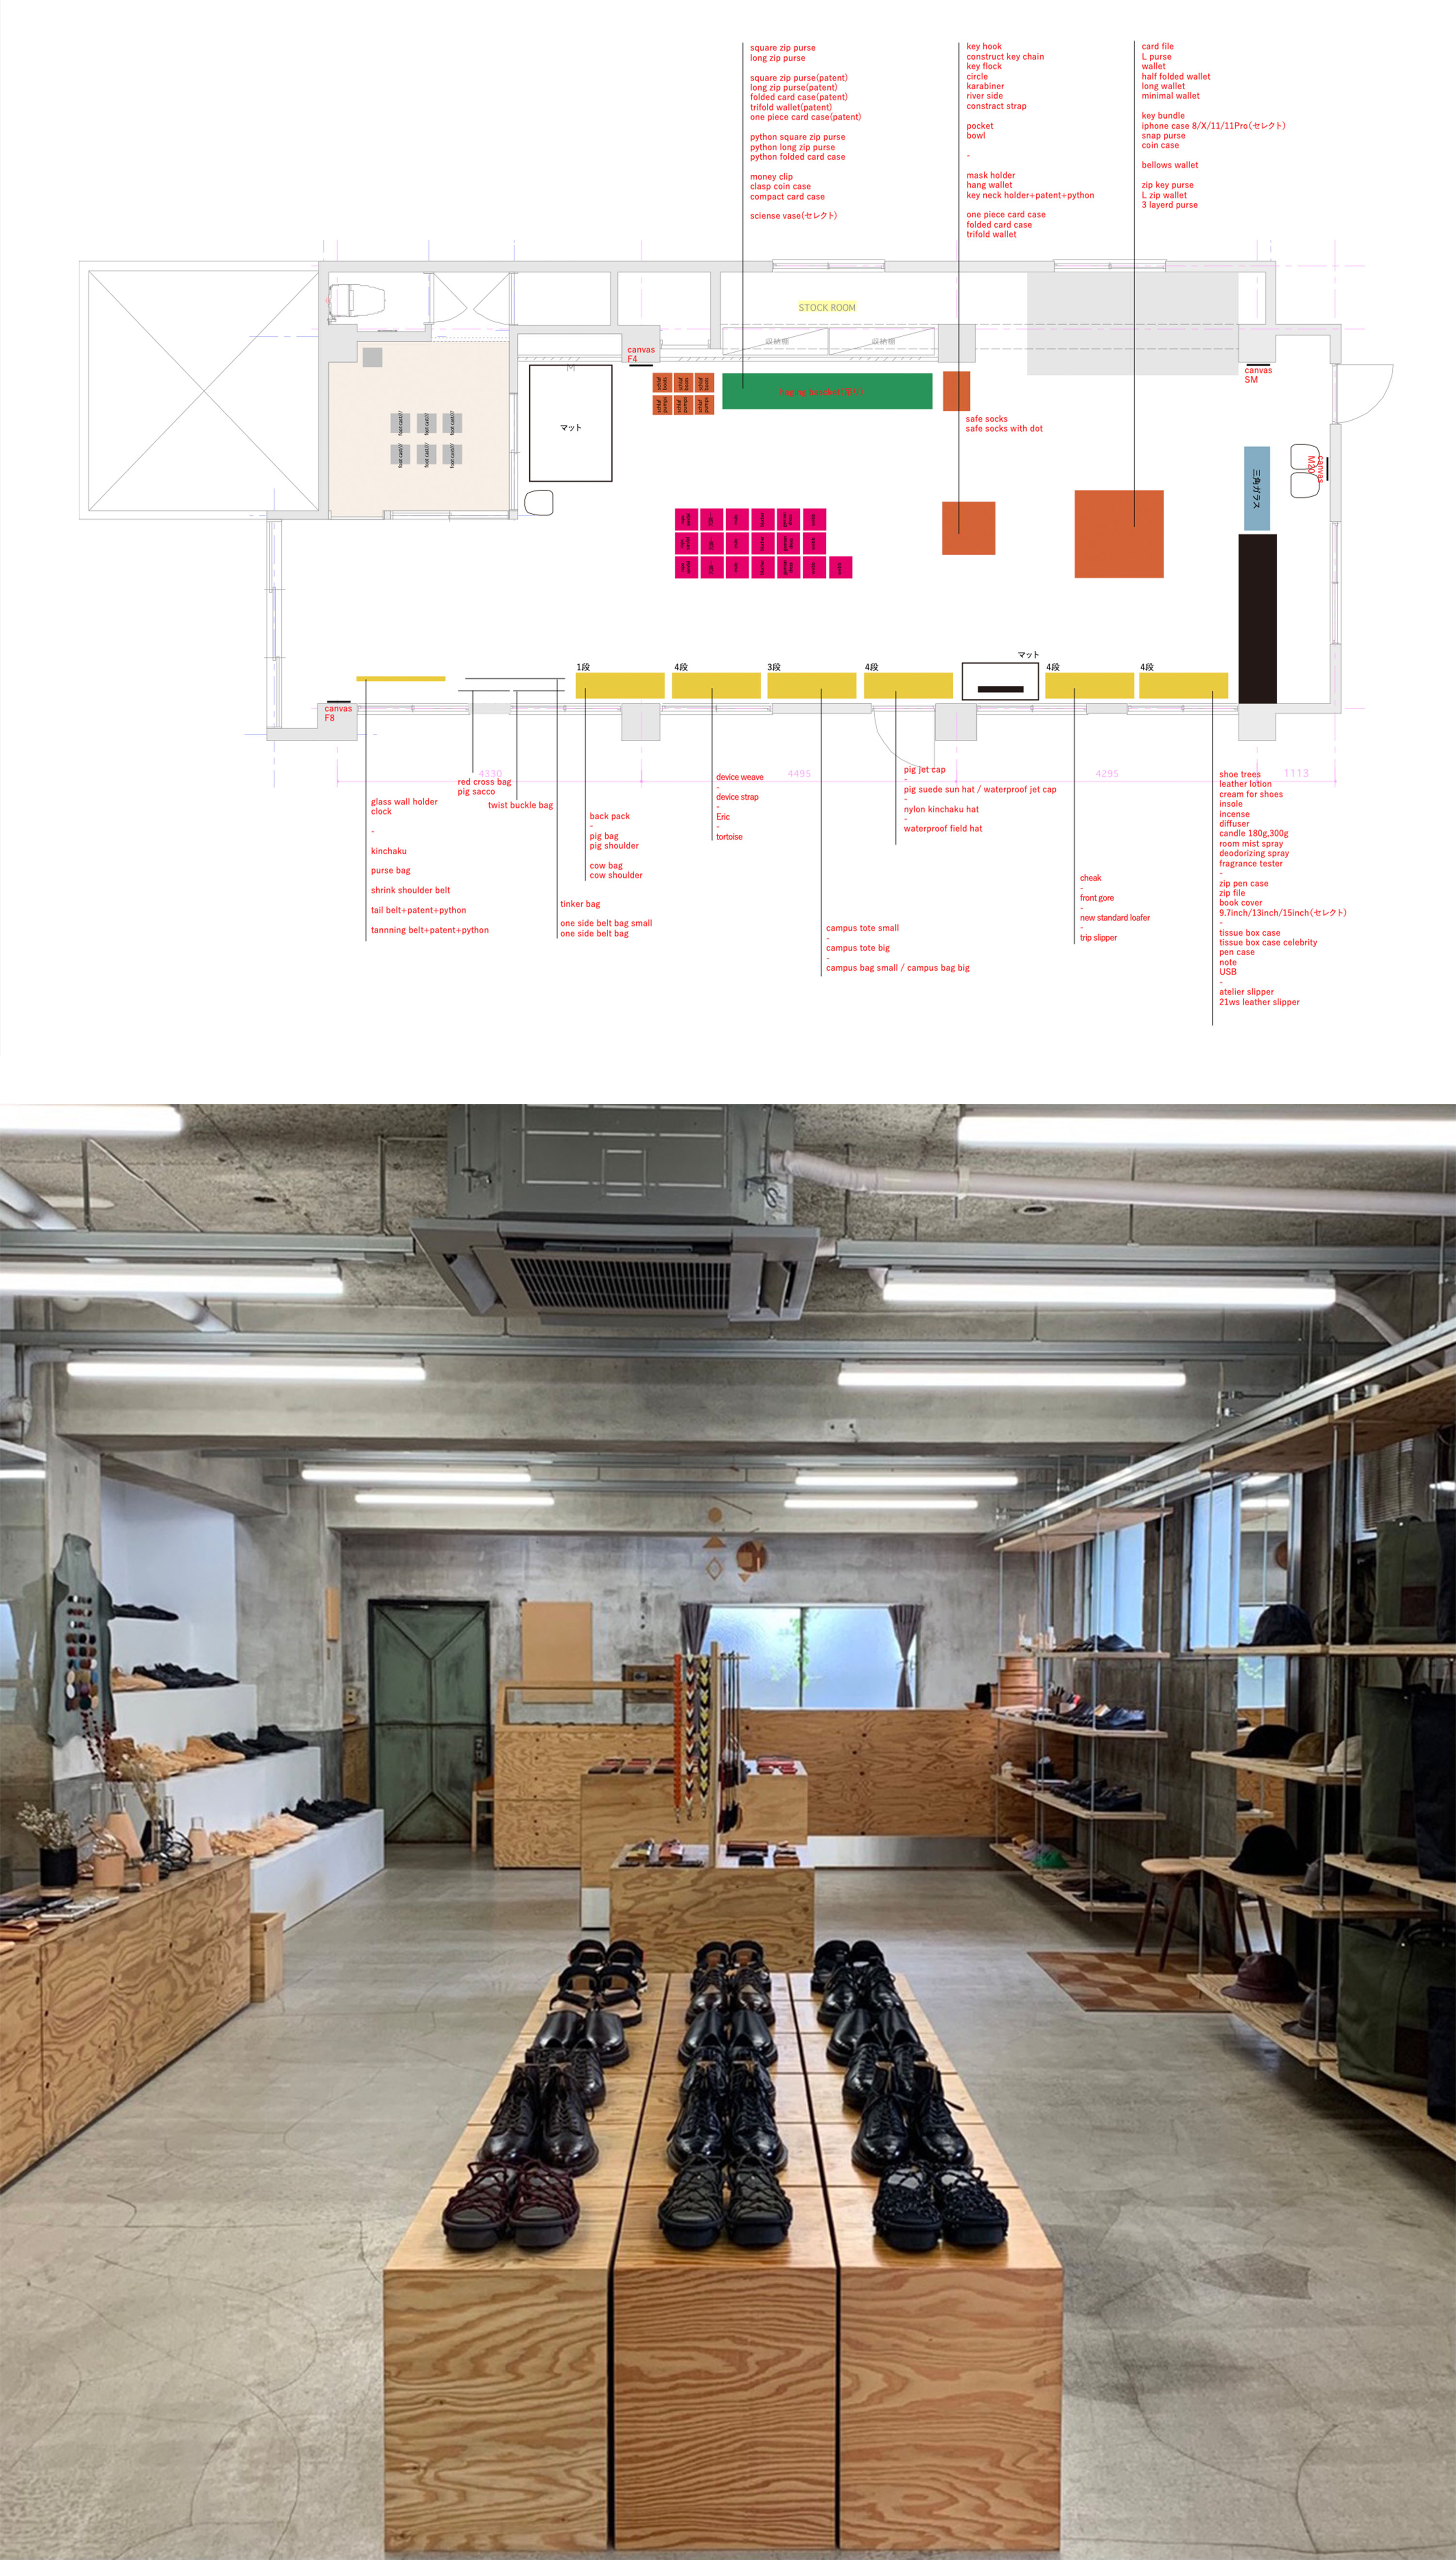 square zip purse
long zip purse
square zip purse(patent)
long zip purse(patent)
folded card case(patent)
trifold wallet(patent)
one piece card case(patent)
python square zip purse
python long zip purse
python folded card case
money clip
clasp coin case
compact card case
sciense vase(セレクト)
key hook
construct key chain
key flock
circle
karabiner
river side
constract strap
pocket
bowl
-
mask holder
hang wallet
key neck holder+patent+python
one piece card case
folded card case
trifold wallet
card file
L purse
wallet
half folded wallet
long wallet
minimal wallet
key bundle
iphone case 8/X/11/11Pro(セレクト)
snap purse
coin case
bellows wallet
zip key purse
L zip wallet
3 layerd purse
STOCK ROOM
収納棚
収納棚
canvas
F4
M
マット
canvas
SM
safe socks
safe socks with dot
canvas
M20
三角ガラス
マット
1段
4段
3段
4段
4段
4段
canvas
F8
4330
4495
4295
1113
red cross bag
pig sacco
twist buckle bag
glass wall holder
clock
-
kinchaku
purse bag
shrink shoulder belt
tail belt+patent+python
tannning belt+patent+python
back pack
-
pig bag
pig shoulder
cow bag
cow shoulder
tinker bag
one side belt bag small
one side belt bag
device weave
-
device strap
-
Eric
-
tortoise
campus tote small
-
campus tote big
-
campus bag small / campus bag big
pig jet cap
-
pig suede sun hat / waterproof jet cap
-
nylon kinchaku hat
-
waterproof field hat
cheak
-
front gore
-
new standard loafer
-
trip slipper
shoe trees
leather lotion
cream for shoes
insole
incense
diffuser
candle 180g,300g
room mist spray
deodorizing spray
fragrance tester
-
zip pen case
zip file
book cover
9.7inch/13inch/15inch(セレクト)
-
tissue box case
tissue box case celebrity
pen case
note
USB
-
atelier slipper
21ws leather slipper